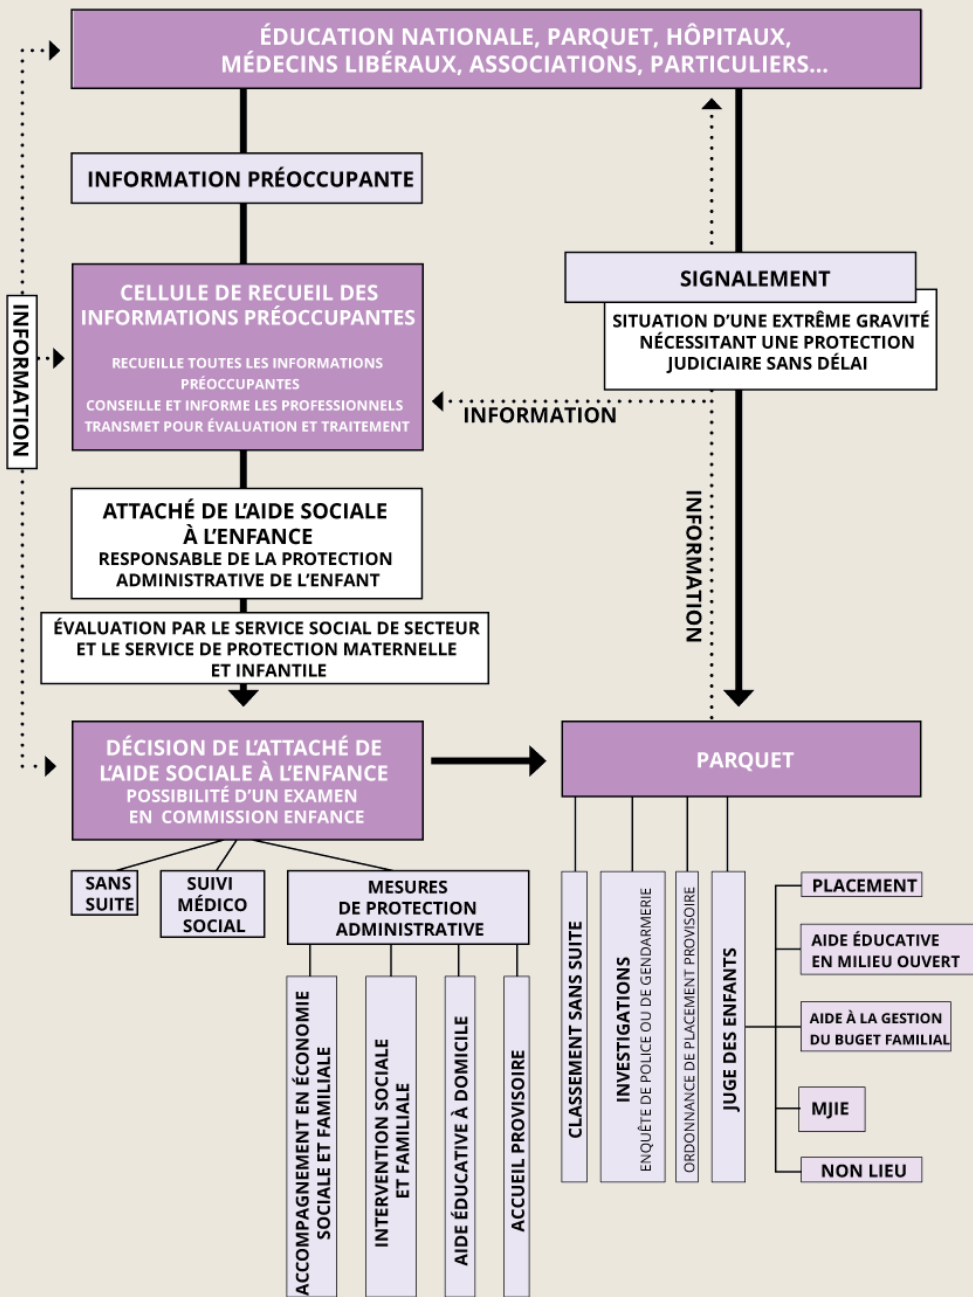 ÉDUCATION NATIONALE, PARQUET, HÔPITAUX,
MÉDECINS LIBÉRAUX, ASSOCIATIONS, PARTICULIERS...
INFORMATION PRÉOCCUPANTE
CELLULE DE RECUEIL DES
INFORMATIONS PRÉOCCUPANTES
RECUEILLE TOUTES LES INFORMATIONS
PRÉOCCUPANTES
CONSEILLE ET INFORME LES PROFESSIONNELS
TRANSMET POUR ÉVALUATION ET TRAITEMENT
SIGNALEMENT
SITUATION D'UNE EXTRÊME GRAVITÉ
NÉCESSITANT UNE PROTECTION
JUDICIAIRE SANS DÉLAI
INFORMATION
INFORMATION
INFORMATION
ATTACHÉ DE L'AIDE SOCIALE
À L'ENFANCE
RESPONSABLE DE LA PROTECTION
ADMINISTRATIVE DE L'ENFANT
ÉVALUATION PAR LE SERVICE SOCIAL DE SECTEUR
ET LE SERVICE DE PROTECTION MATERNELLE
ET INFANTILE
DÉCISION DE L'ATTACHÉ DE
L'AIDE SOCIALE À L'ENFANCE
POSSIBILITÉ D'UN EXAMEN
EN COMMISSION ENFANCE
PARQUET
SANS
SUITE
SUIVI
MÉDICO
SOCIAL
MESURES
DE PROTECTION
ADMINISTRATIVE
ACCOMPAGNEMENT EN ÉCONOMIE
SOCIALE ET FAMILIALE
INTERVENTION SOCIALE
ET FAMILIALE
AIDE ÉDUCATIVE À DOMICILE
ACCUEIL PROVISOIRE
CLASSEMENT SANS SUITE
INVESTIGATIONS
ENQUÊTE DE POLICE OU DE GENDARMERIE
ORDONNANCE DE PLACEMENT PROVISOIRE
JUGE DES ENFANTS
PLACEMENT
AIDE ÉDUCATIVE
EN MILIEU OUVERT
AIDE À LA GESTION
DU BUGET FAMILIAL
MJIE
NON LIEU